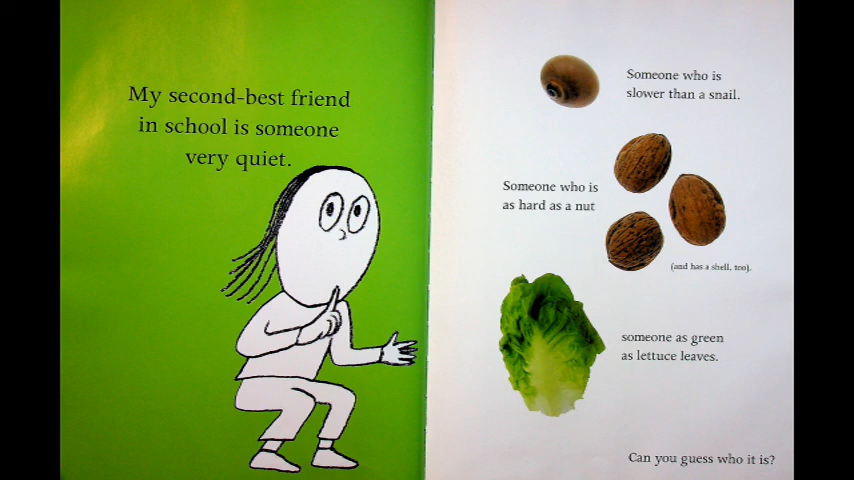 My second-best friend
in school is someone
very quiet.
Someone who is
slower than a snail.
Someone who is
as hard as a nut
(and has a shell, too).
someone as green
as lettuce leaves.
Can you guess who it is?